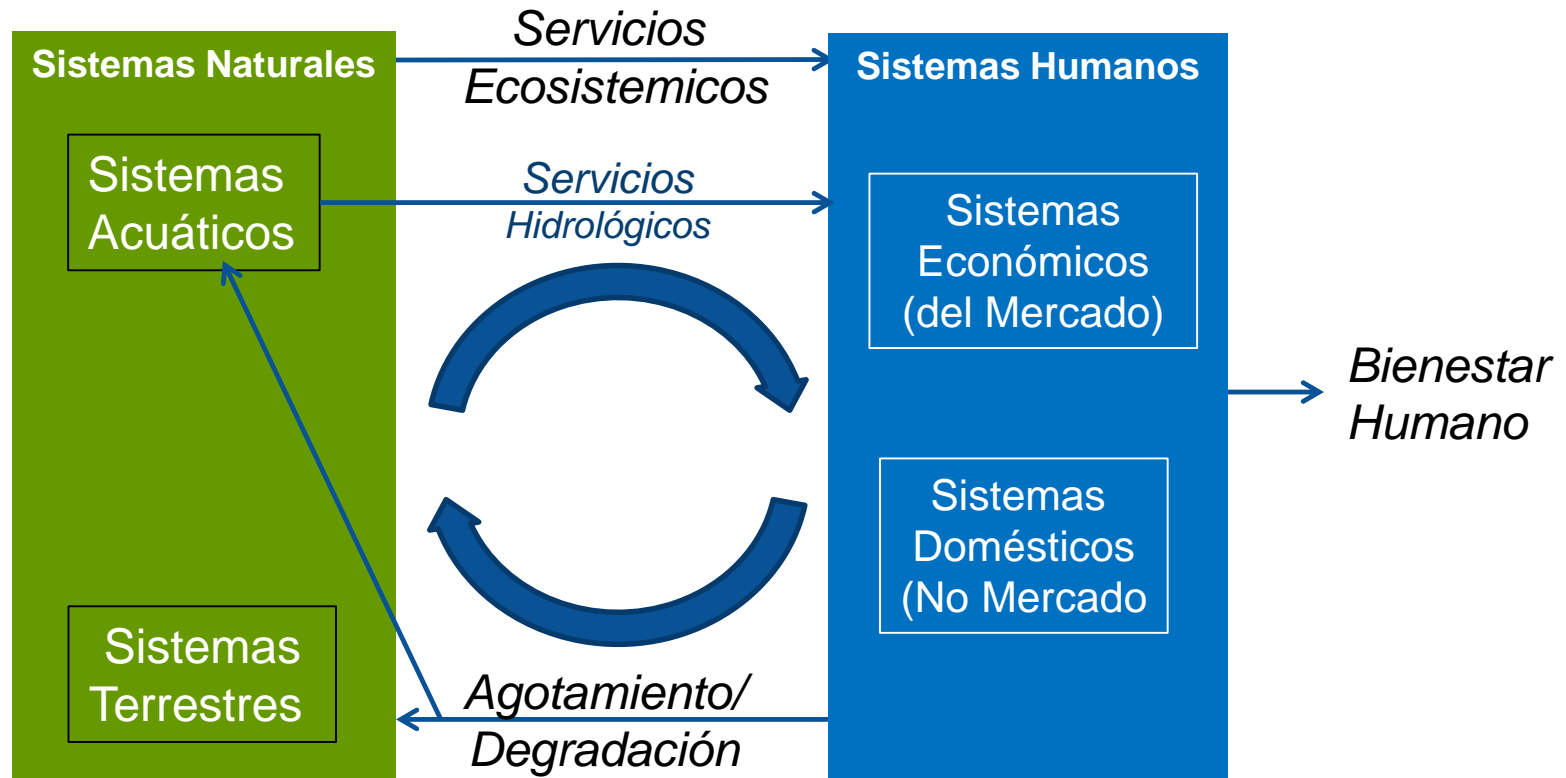 Sistemas Naturales
Servicios
Ecosistemicos
Sistemas Humanos
Sistemas
Acuáticos
Servicios
Hidrológicos
Sistemas
Económicos
(del Mercado)
Bienestar
Humano
Sistemas
Domésticos
(No Mercado
Sistemas
Terrestres
Agotamiento/
Degradación